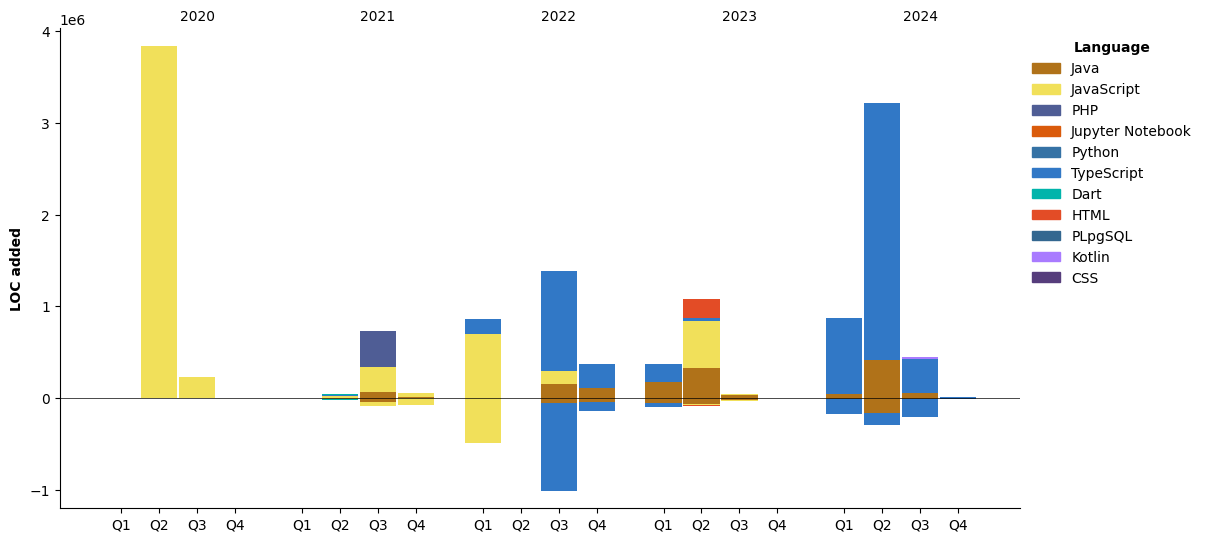 2020 2021 2022 2023 2024
1e6
4
3
2
1
0
−1
LOC added
Q1 Q2 Q3 Q4 Q1 Q2 Q3 Q4 Q1 Q2 Q3 Q4 Q1 Q2 Q3 Q4 Q1 Q2 Q3 Q4
Language
Java
JavaScript
PHP
Jupyter Notebook
Python
TypeScript
Dart
HTML
PLpgSQL
Kotlin
CSS